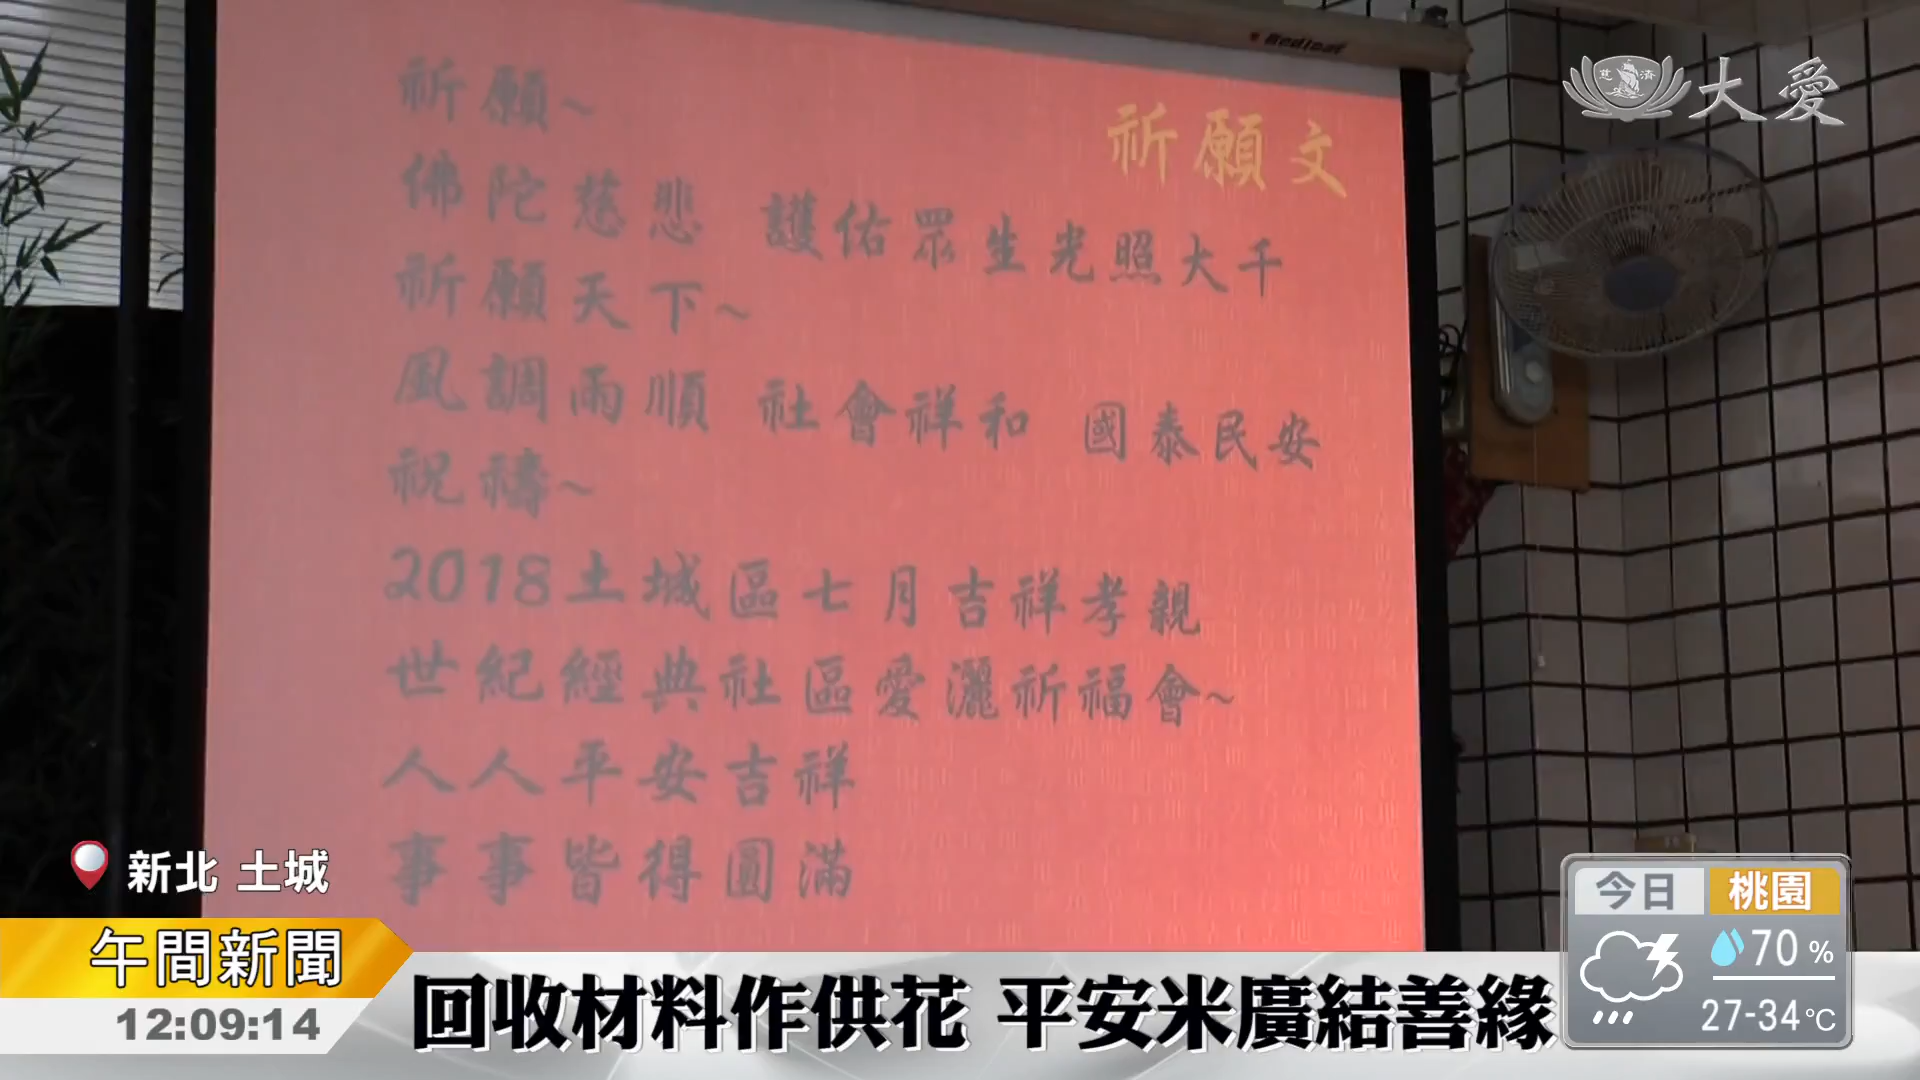 Redleaf
慈濟
大愛
祈願文
祈願~
佛陀慈悲 護佑眾生光照大千
祈願天下~
風調雨順 社會祥和 國泰民安
祝禱~
2018土城區七月吉祥孝親
世紀經典社區愛灑祈福會~
人人平安吉祥
事事皆得圓滿
新北 土城
午間新聞
12:09:14
回收材料作供花 平安米廣結善緣
今日 桃園
70 %
27-34°C